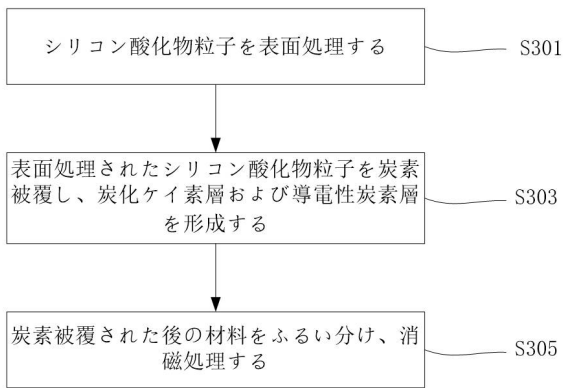 シリコン酸化物粒子を表面処理する
S301
表面処理されたシリコン酸化物粒子を炭素
被覆し、炭化ケイ素層および導電性炭素層
を形成する
S303
炭素被覆された後の材料をふるい分け、消
磁処理する
S305